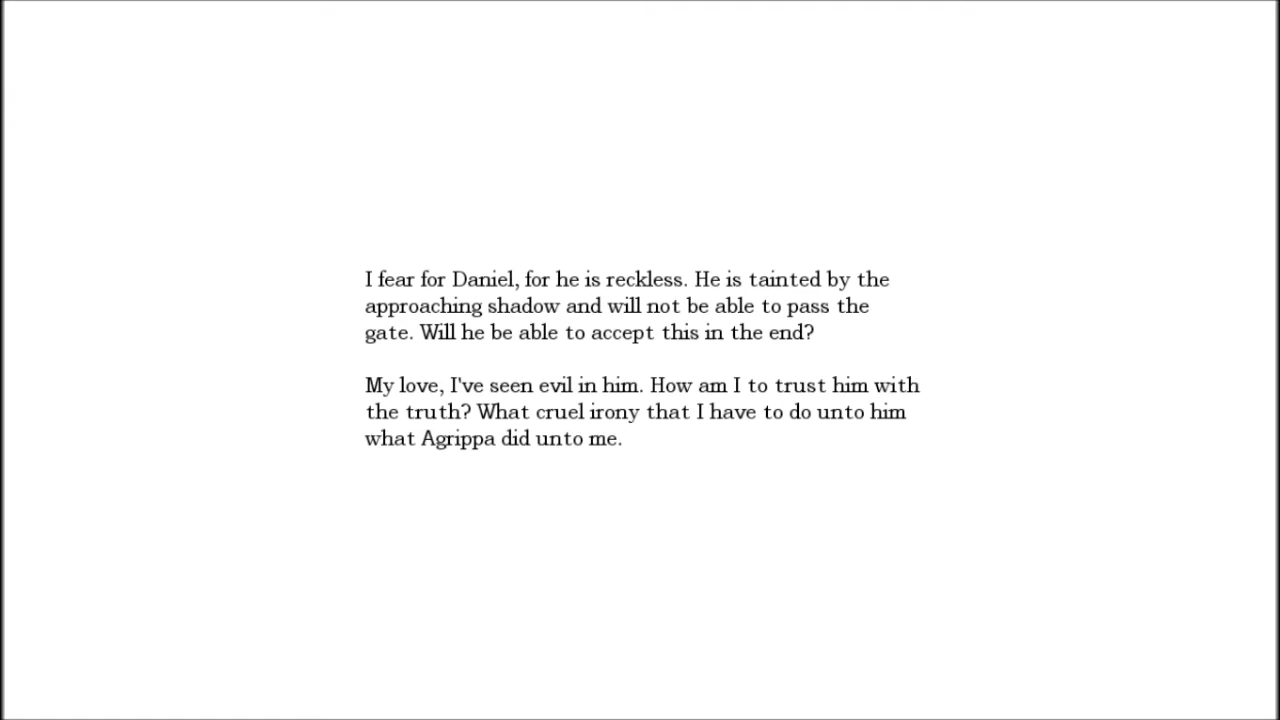 I fear for Daniel, for he is reckless. He is tainted by the
approaching shadow and will not be able to pass the
gate. Will he be able to accept this in the end?
My love, I've seen evil in him. How am I to trust him with
the truth? What cruel irony that I have to do unto him
what Agrippa did unto me.